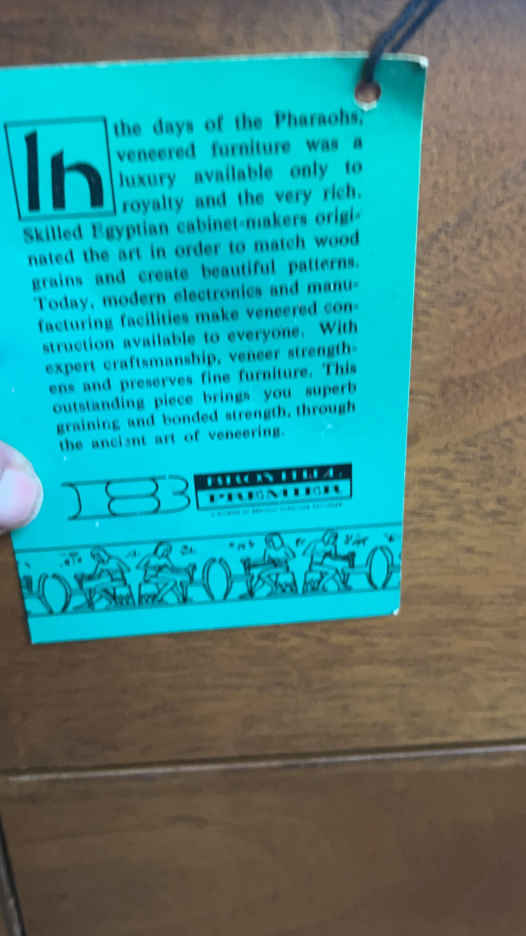 In the days of the Pharaohs,
veneered furniture was a
luxury available only to
royalty and the very rich.
Skilled Egyptian cabinet-makers origi-
nated the art in order to match wood
grains and create beautiful patterns.
Today, modern electronics and manu-
facturing facilities make veneered con-
struction available to everyone. With
expert craftsmanship, veneer strength-
ens and preserves fine furniture. This
outstanding piece brings you superb
graining and bonded strength, through
the ancient art of veneering.
PREMIER